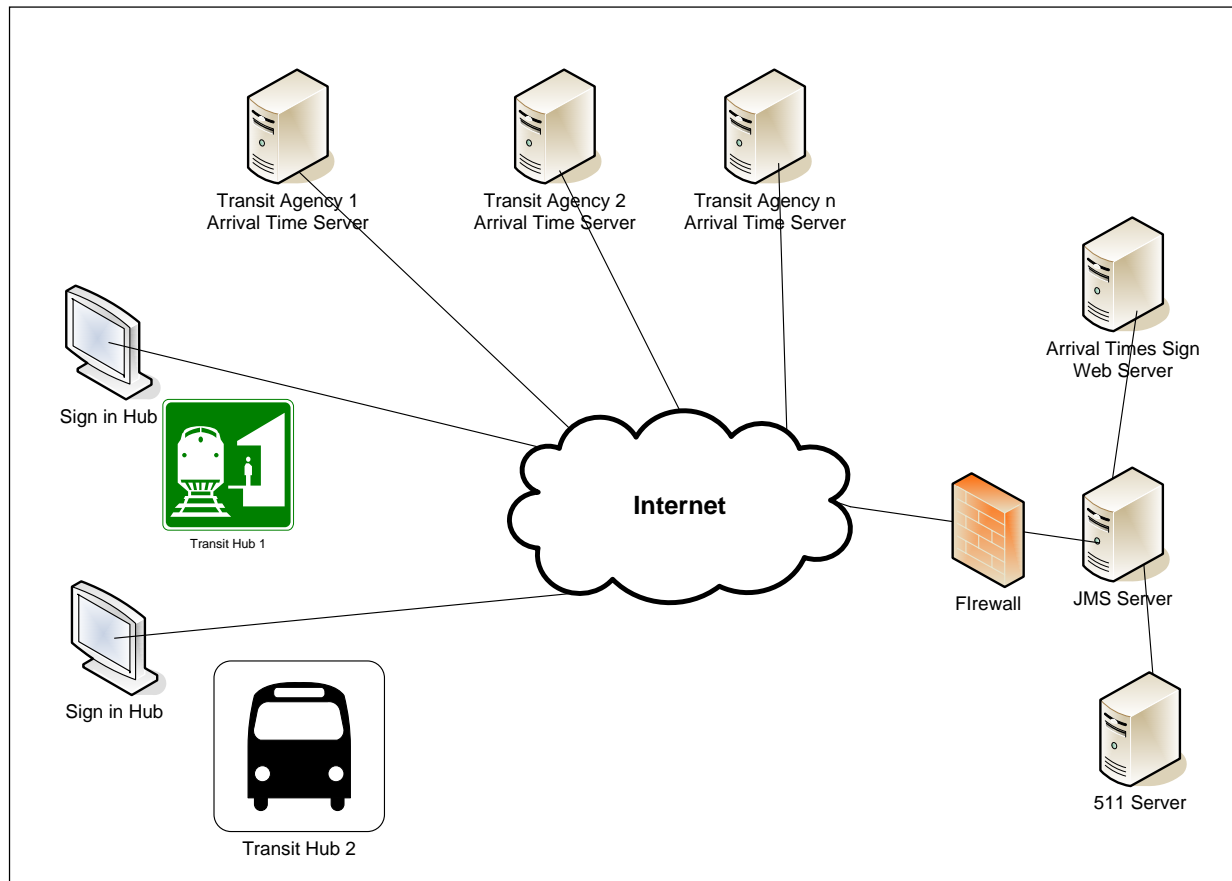 Transit Agency 1
Arrival Time Server
Transit Agency 2
Arrival Time Server
Transit Agency n
Arrival Time Server
Arrival Times Sign
Web Server
Sign in Hub
Transit Hub 1
Internet
FIrewall
JMS Server
Sign in Hub
Transit Hub 2
511 Server